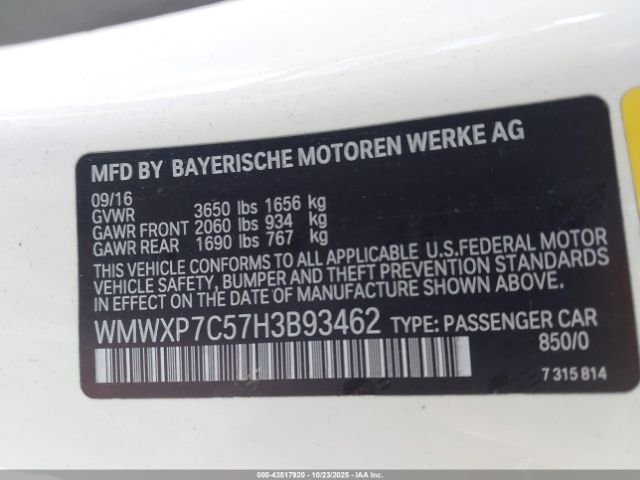 MFD BY BAYERISCHE MOTOREN WERKE AG
09/16
GVWR 3650 lbs 1656 kg
GAWR FRONT 2060 lbs 934 kg
GAWR REAR 1690 lbs 767 kg
THIS VEHICLE CONFORMS TO ALL APPLICABLE U.S.FEDERAL MOTOR
VEHICLE SAFETY, BUMPER AND THEFT PREVENTION STANDARDS
IN EFFECT ON THE DATE OF MANUFACTURE SHOWN ABOVE.
WMWXP7C57H3B93462 TYPE: PASSENGER CAR
850/0
7 315 814
000-43517920 - 10/23/2025 - IAAI.CA